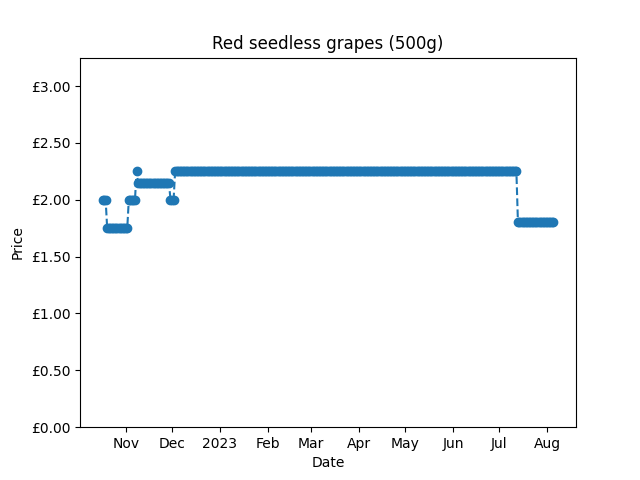 Red seedless grapes (500g)
£3.00
£2.50
£2.00
£1.50
£1.00
£0.50
£0.00
Price
Nov Dec 2023 Feb Mar Apr May Jun Jul Aug
Date